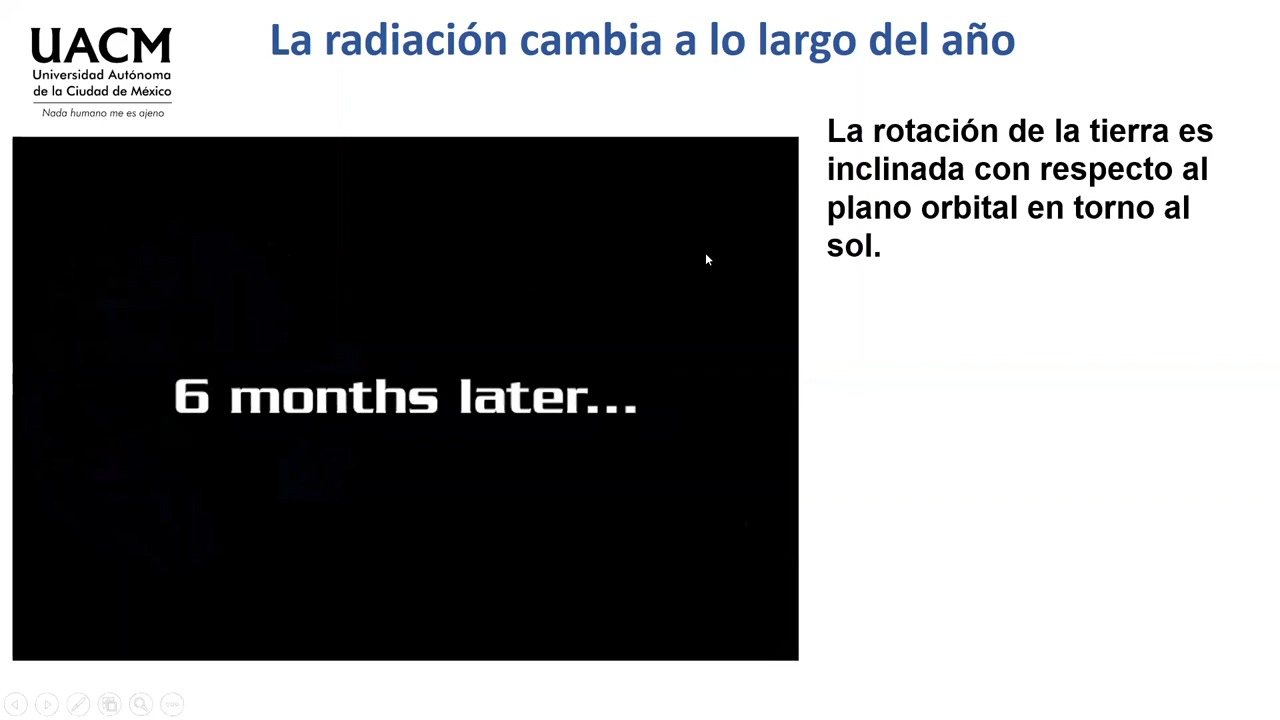 La radiación cambia a lo largo del año
UACM
Universidad Autónoma
de la Ciudad de México
Nada humano me es ajeno
La rotación de la tierra es
inclinada con respecto al
plano orbital en torno al
sol.
6 months later...